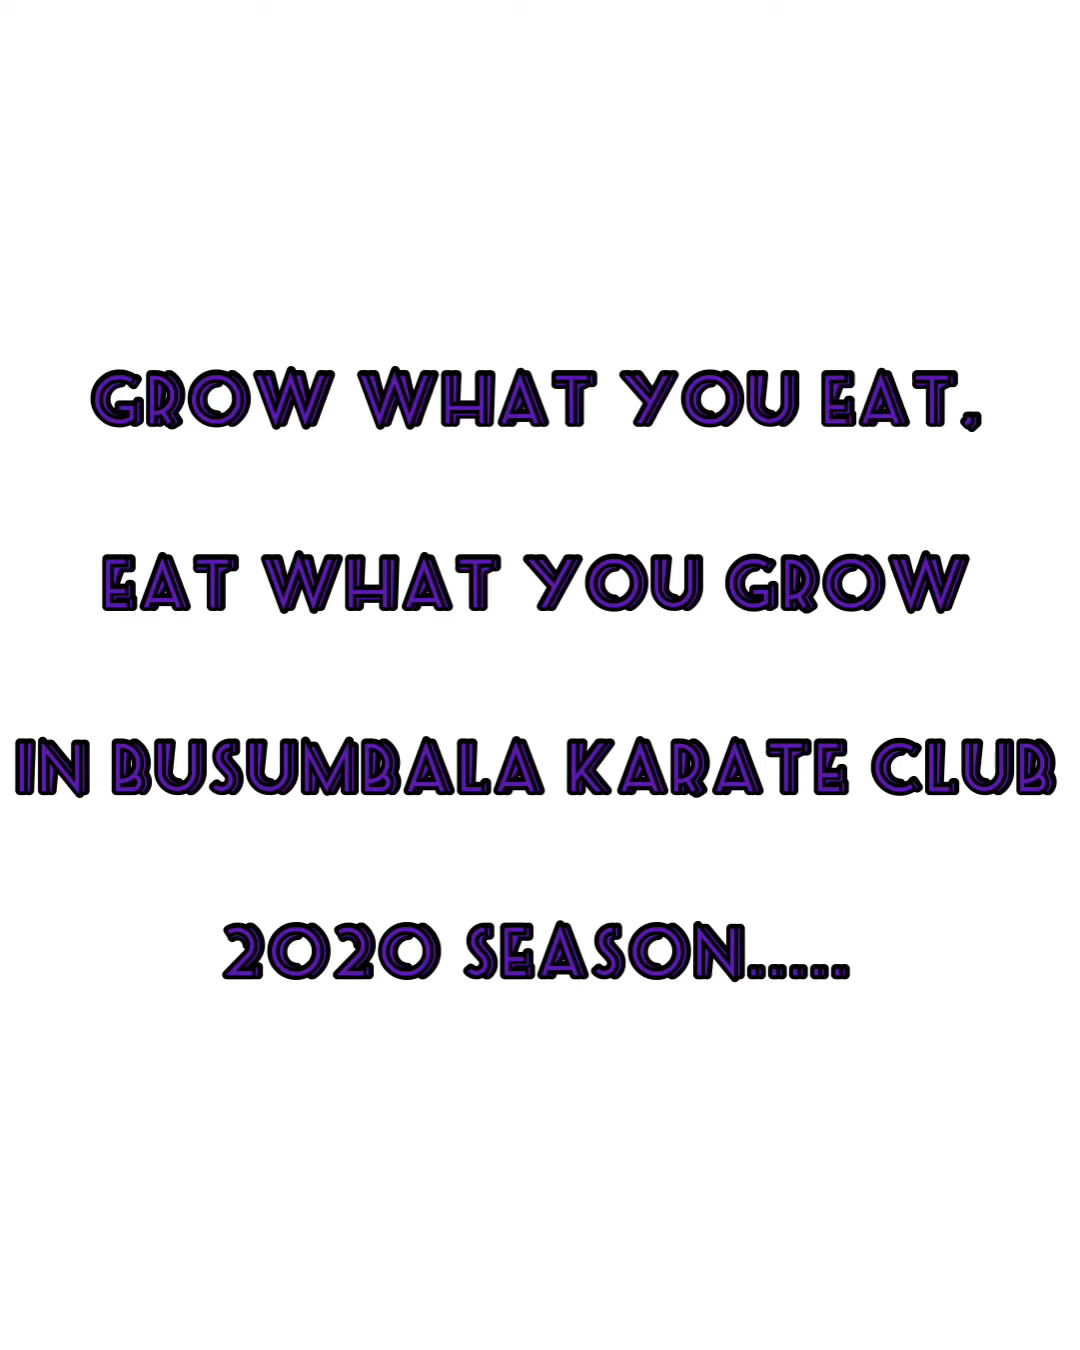 GROW WHAT YOU EAT,
EAT WHAT YOU GROW
IN BUSUMBALA KARATE CLUB
2020 SEASON.....